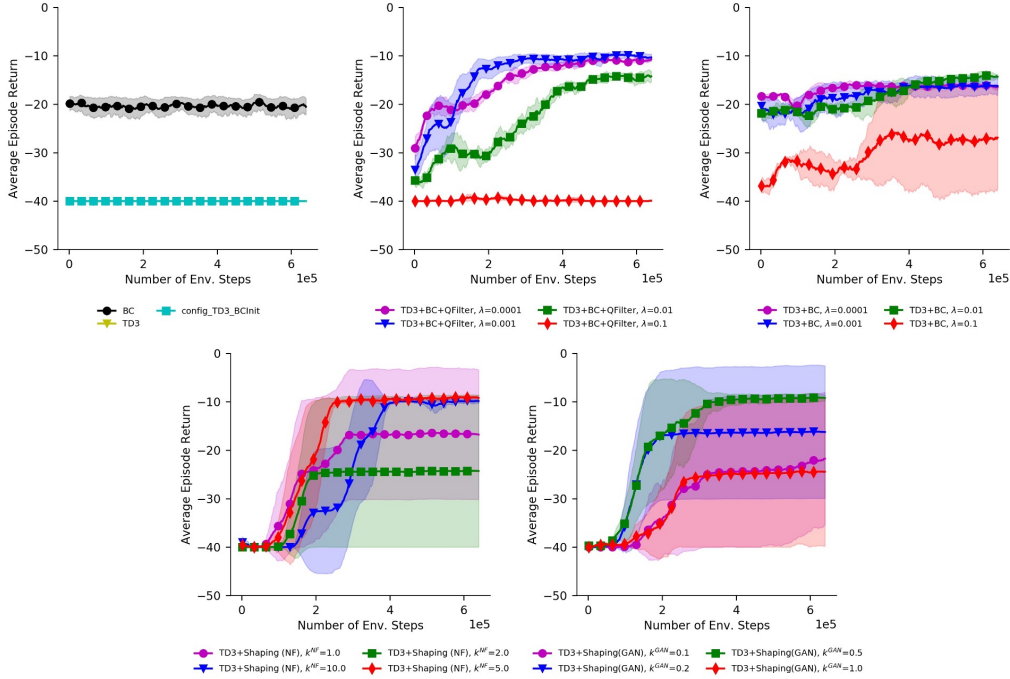 0
−10
−20
−30
−40
−50
Average Episode Return
0
2
4
6
1e5
Number of Env. Steps
BC
TD3
config_TD3_BCInit
0
−10
−20
−30
−40
−50
Average Episode Return
0
2
4
6
1e5
Number of Env. Steps
TD3+BC+QFilter, λ=0.0001
TD3+BC+QFilter, λ=0.001
TD3+BC+QFilter, λ=0.01
TD3+BC+QFilter, λ=0.1
0
−10
−20
−30
−40
−50
Average Episode Return
0
2
4
6
1e5
Number of Env. Steps
TD3+BC, λ=0.0001
TD3+BC, λ=0.001
TD3+BC, λ=0.01
TD3+BC, λ=0.1
0
−10
−20
−30
−40
−50
Average Episode Return
0
2
4
6
1e5
Number of Env. Steps
TD3+Shaping (NF), k^NF=1.0
TD3+Shaping (NF), k^NF=10.0
TD3+Shaping (NF), k^NF=2.0
TD3+Shaping (NF), k^NF=5.0
0
−10
−20
−30
−40
−50
Average Episode Return
0
2
4
6
1e5
Number of Env. Steps
TD3+Shaping(GAN), k^GAN=0.1
TD3+Shaping(GAN), k^GAN=0.2
TD3+Shaping(GAN), k^GAN=0.5
TD3+Shaping(GAN), k^GAN=1.0